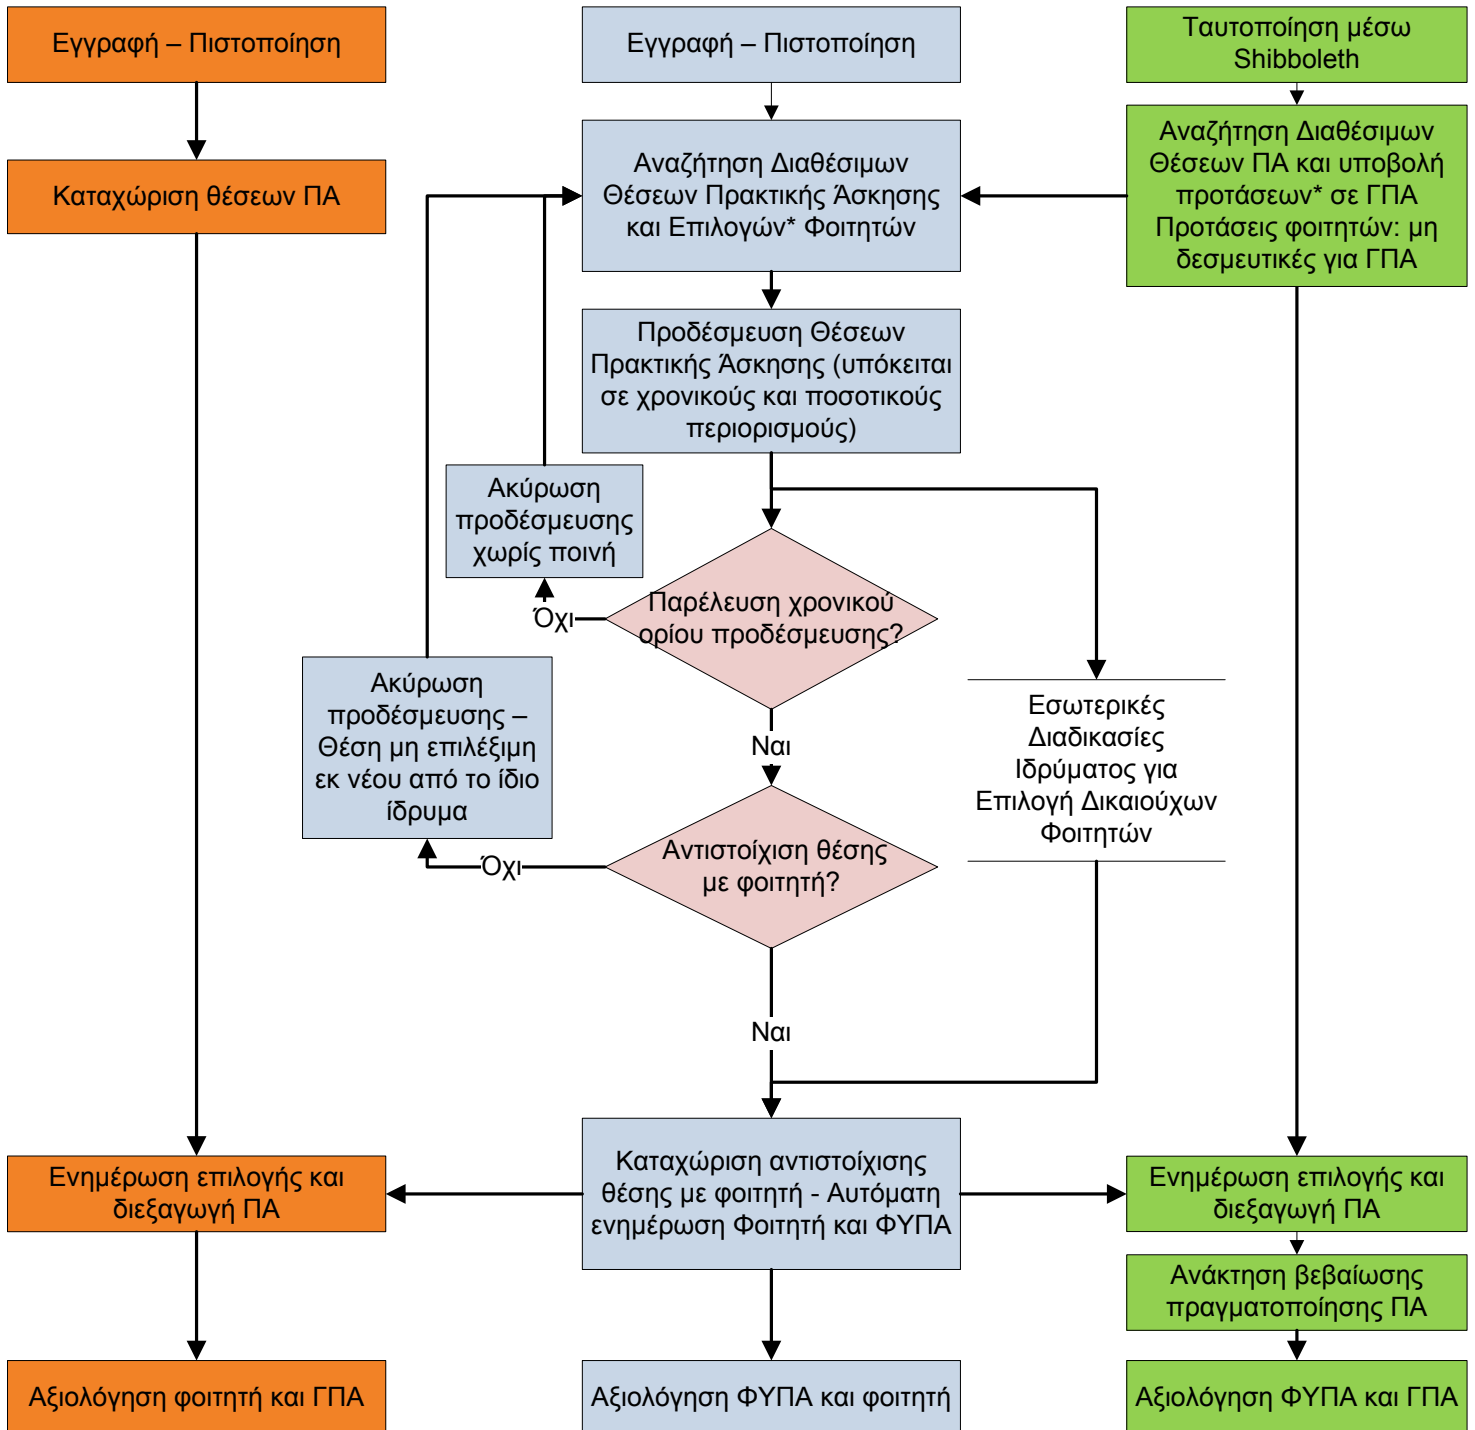 Εγγραφή – Πιστοποίηση
Εγγραφή – Πιστοποίηση
Ταυτοποίηση μέσω
Shibboleth
Καταχώριση θέσεων ΠΑ
Αναζήτηση Διαθέσιμων
Θέσεων Πρακτικής Άσκησης
και Επιλογών* Φοιτητών
Αναζήτηση Διαθέσιμων
Θέσεων ΠΑ και υποβολή
προτάσεων* σε ΓΠΑ
Προτάσεις φοιτητών: μη
δεσμευτικές για ΓΠΑ
Προδέσμευση Θέσεων
Πρακτικής Άσκησης (υπόκειται
σε χρονικούς και ποσοτικούς
περιορισμούς)
Ακύρωση
προδέσμευσης
χωρίς ποινή
Όχι
Παρέλευση χρονικού
ορίου προδέσμευσης?
Ναι
Ακύρωση
προδέσμευσης –
Θέση μη επιλέξιμη
εκ νέου από το ίδιο
ίδρυμα
Εσωτερικές
Διαδικασίες
Ιδρύματος για
Επιλογή Δικαιούχων
Φοιτητών
Όχι
Αντιστοίχιση θέσης
με φοιτητή?
Ναι
Ενημέρωση επιλογής και
διεξαγωγή ΠΑ
Καταχώριση αντιστοίχισης
θέσης με φοιτητή - Αυτόματη
ενημέρωση Φοιτητή και ΦΥΠΑ
Ενημέρωση επιλογής και
διεξαγωγή ΠΑ
Ανάκτηση βεβαίωσης
πραγματοποίησης ΠΑ
Αξιολόγηση φοιτητή και ΓΠΑ
Αξιολόγηση ΦΥΠΑ και φοιτητή
Αξιολόγηση ΦΥΠΑ και ΓΠΑ